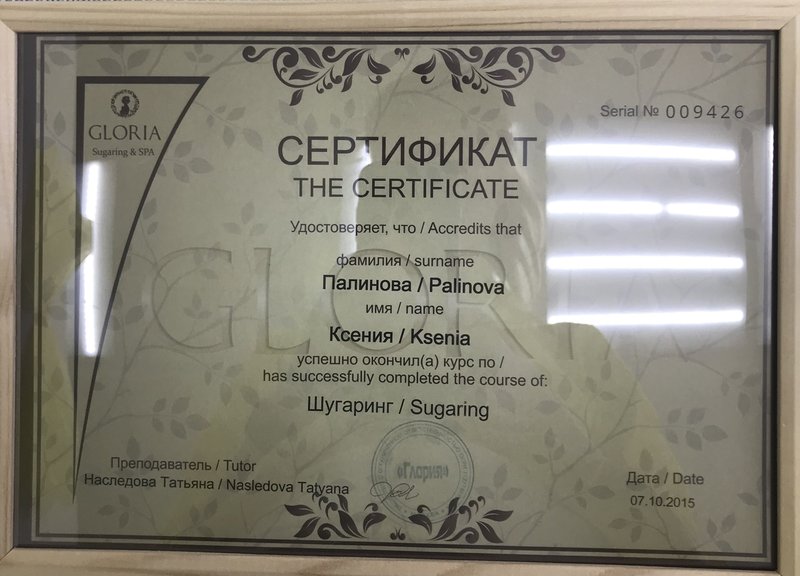 GLORIA
Sugaring & SPA
Serial № 009426
СЕРТИФИКАТ
THE CERTIFICATE
Удостоверяет, что / Accredits that
фамилия / surname
Палинова / Palinova
имя / name
Ксения / Ksenia
успешно окончил(а) курс по /
has successfully completed the course of:
Шугаринг / Sugaring
GLORIA
Преподаватель / Tutor
Наследова Татьяна / Nasledova Tatyana
«Глория»
Дата / Date
07.10.2015